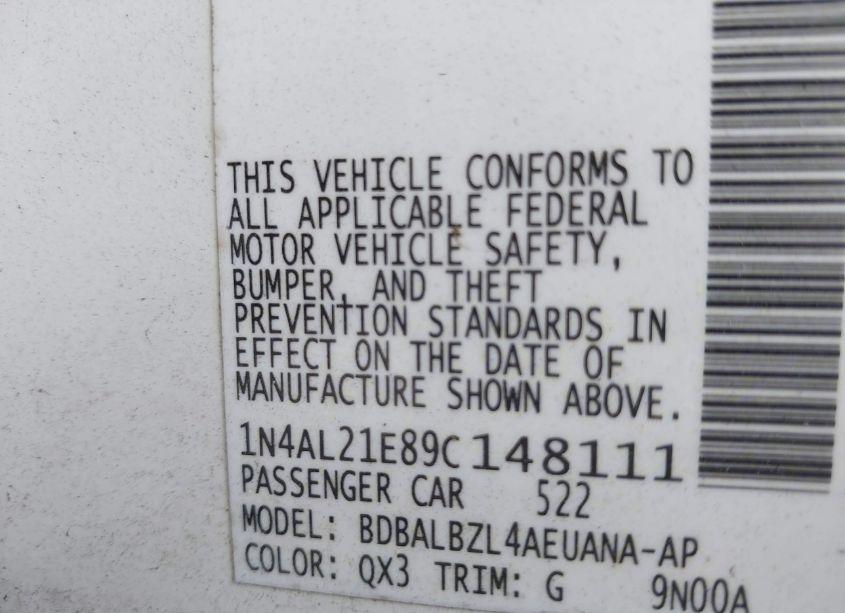 THIS VEHICLE CONFORMS TO
ALL APPLICABLE FEDERAL
MOTOR VEHICLE SAFETY,
BUMPER, AND THEFT
PREVENTION STANDARDS IN
EFFECT ON THE DATE OF
MANUFACTURE SHOWN ABOVE.
1N4AL21E89C148111
PASSENGER CAR 522
MODEL: BDBALBZL4AEUANA-AP
COLOR: QX3 TRIM: G 9N00A